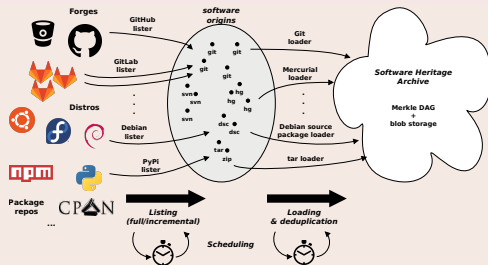 Forges
GitHub
lister
GitLab
lister
.
.
.
Distros
Debian
lister
PyPi
lister
npm
Package
repos
CPAN
...
software
origins
git
git
git
git
svn
svn
svn
hg
hg
hg
dsc
dsc
tar
zip
Git
loader
Mercurial
loader
.
.
.
Debian source
package loader
tar loader
Software Heritage
Archive
Merkle DAG
+
blob storage
Listing
(full/incremental)
Loading
& deduplication
Scheduling